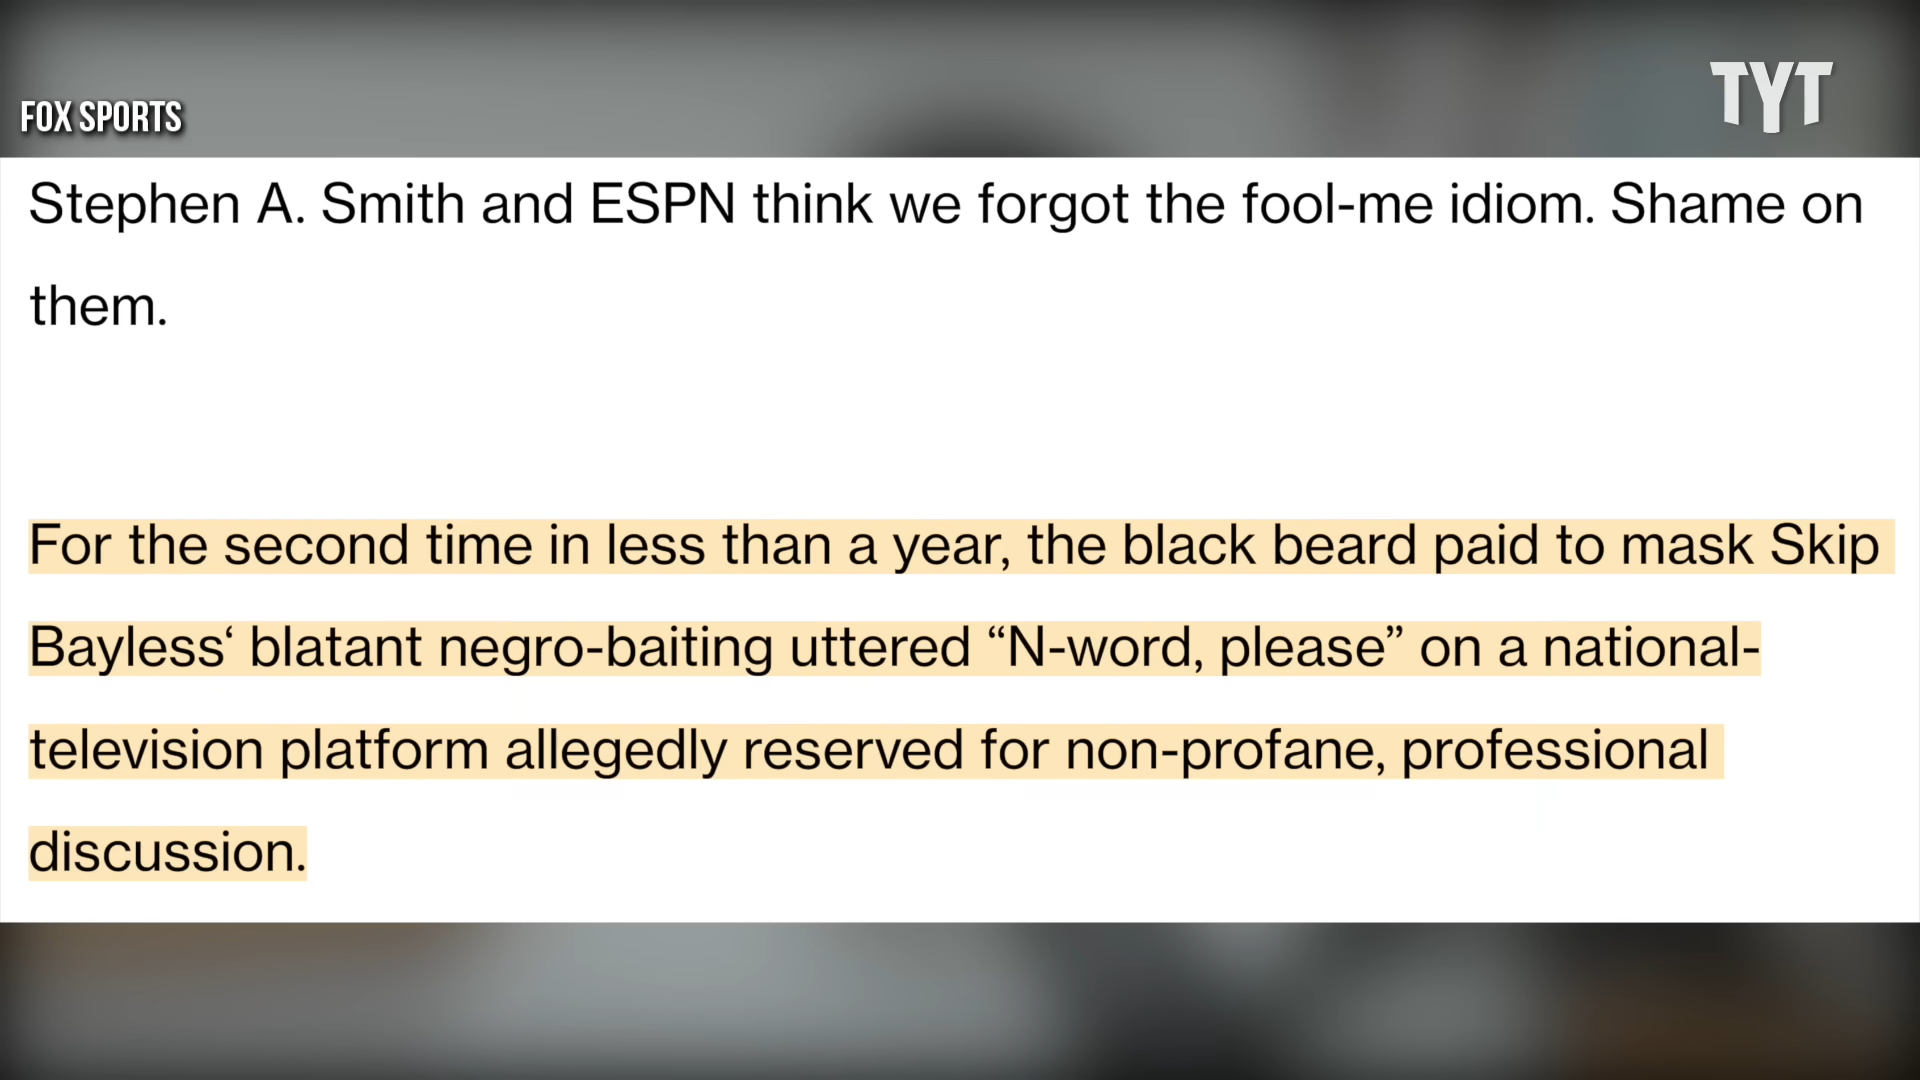 FOX SPORTS
TYT
Stephen A. Smith and ESPN think we forgot the fool-me idiom. Shame on
them.
For the second time in less than a year, the black beard paid to mask Skip
Bayless‘ blatant negro-baiting uttered “N-word, please” on a national-
television platform allegedly reserved for non-profane, professional
discussion.